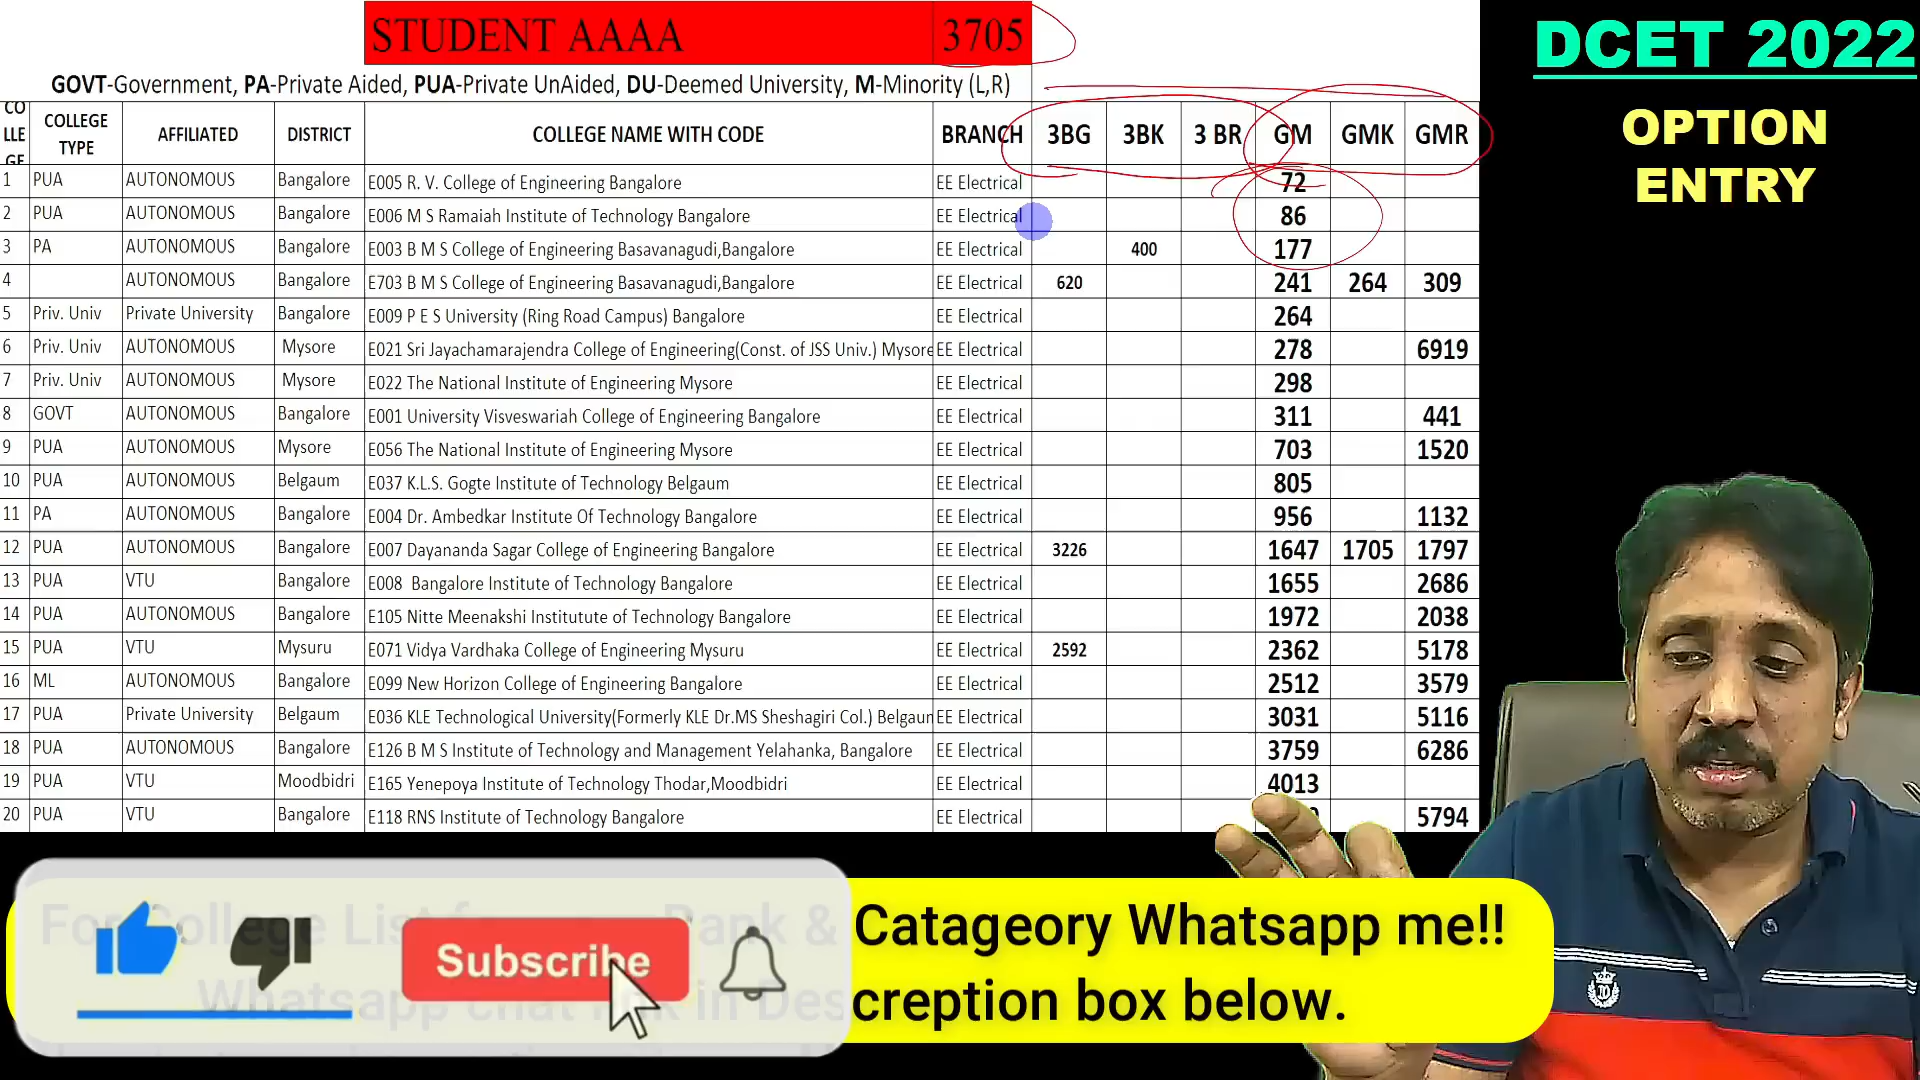 STUDENT AAAA 3705
DCET 2022
OPTION
ENTRY
GOVT-Government, PA-Private Aided, PUA-Private UnAided, DU-Deemed University, M-Minority (L,R)
COLLEGE COLLEGE TYPE AFFILIATED DISTRICT COLLEGE NAME WITH CODE BRANCH 3BG 3BK 3 BR GM GMK GMR
1 PUA AUTONOMOUS Bangalore E005 R. V. College of Engineering Bangalore EE Electrical 72
2 PUA AUTONOMOUS Bangalore E006 M S Ramaiah Institute of Technology Bangalore EE Electrical 86
3 PA AUTONOMOUS Bangalore E003 B M S College of Engineering Basavanagudi,Bangalore EE Electrical 400 177
4 AUTONOMOUS Bangalore E703 B M S College of Engineering Basavanagudi,Bangalore EE Electrical 620 241 264 309
5 Priv. Univ Private University Bangalore E009 P E S University (Ring Road Campus) Bangalore EE Electrical 264
6 Priv. Univ AUTONOMOUS Mysore E021 Sri Jayachamarajendra College of Engineering(Const. of JSS Univ.) Mysore EE Electrical 278 6919
7 Priv. Univ AUTONOMOUS Mysore E022 The National Institute of Engineering Mysore EE Electrical 298
8 GOVT AUTONOMOUS Bangalore E001 University Visveswariah College of Engineering Bangalore EE Electrical 311 441
9 PUA AUTONOMOUS Mysore E056 The National Institute of Engineering Mysore EE Electrical 703 1520
10 PUA AUTONOMOUS Belgaum E037 K.L.S. Gogte Institute of Technology Belgaum EE Electrical 805
11 PA AUTONOMOUS Bangalore E004 Dr. Ambedkar Institute Of Technology Bangalore EE Electrical 956 1132
12 PUA AUTONOMOUS Bangalore E007 Dayananda Sagar College of Engineering Bangalore EE Electrical 3226 1647 1705 1797
13 PUA VTU Bangalore E008 Bangalore Institute of Technology Bangalore EE Electrical 1655 2686
14 PUA AUTONOMOUS Bangalore E105 Nitte Meenakshi Institutute of Technology Bangalore EE Electrical 1972 2038
15 PUA VTU Mysuru E071 Vidya Vardhaka College of Engineering Mysuru EE Electrical 2592 2362 5178
16 ML AUTONOMOUS Bangalore E099 New Horizon College of Engineering Bangalore EE Electrical 2512 3579
17 PUA Private University Belgaum E036 KLE Technological University(Formerly KLE Dr.MS Sheshagiri Col.) Belgaum EE Electrical 3031 5116
18 PUA AUTONOMOUS Bangalore E126 B M S Institute of Technology and Management Yelahanka, Bangalore EE Electrical 3759 6286
19 PUA VTU Moodbidri E165 Yenepoya Institute of Technology Thodar,Moodbidri EE Electrical 4013
20 PUA VTU Bangalore E118 RNS Institute of Technology Bangalore EE Electrical 5794
For College List Rank & Catageory Whatsapp me!!
Whatsapp chat link in Descreption box below.
Subscribe